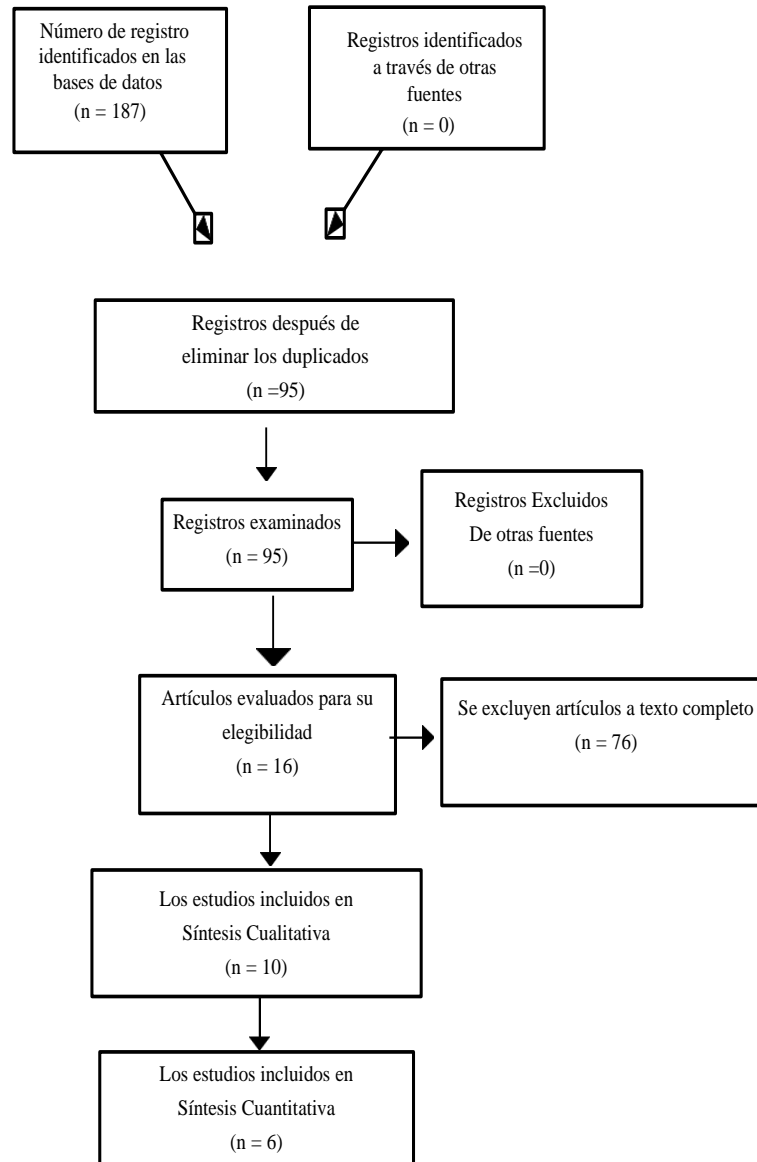 Número de registro
identificados en las
bases de datos
(n = 187)
Registros identificados
a través de otras
fuentes
(n = 0)
Registros después de
eliminar los duplicados
(n =95)
Registros examinados
(n = 95)
Registros Excluidos
De otras fuentes
(n =0)
Artículos evaluados para su
elegibilidad
(n = 16)
Se excluyen artículos a texto completo
(n = 76)
Los estudios incluidos en
Síntesis Cualitativa
(n = 10)
Los estudios incluidos en
Síntesis Cuantitativa
(n = 6)